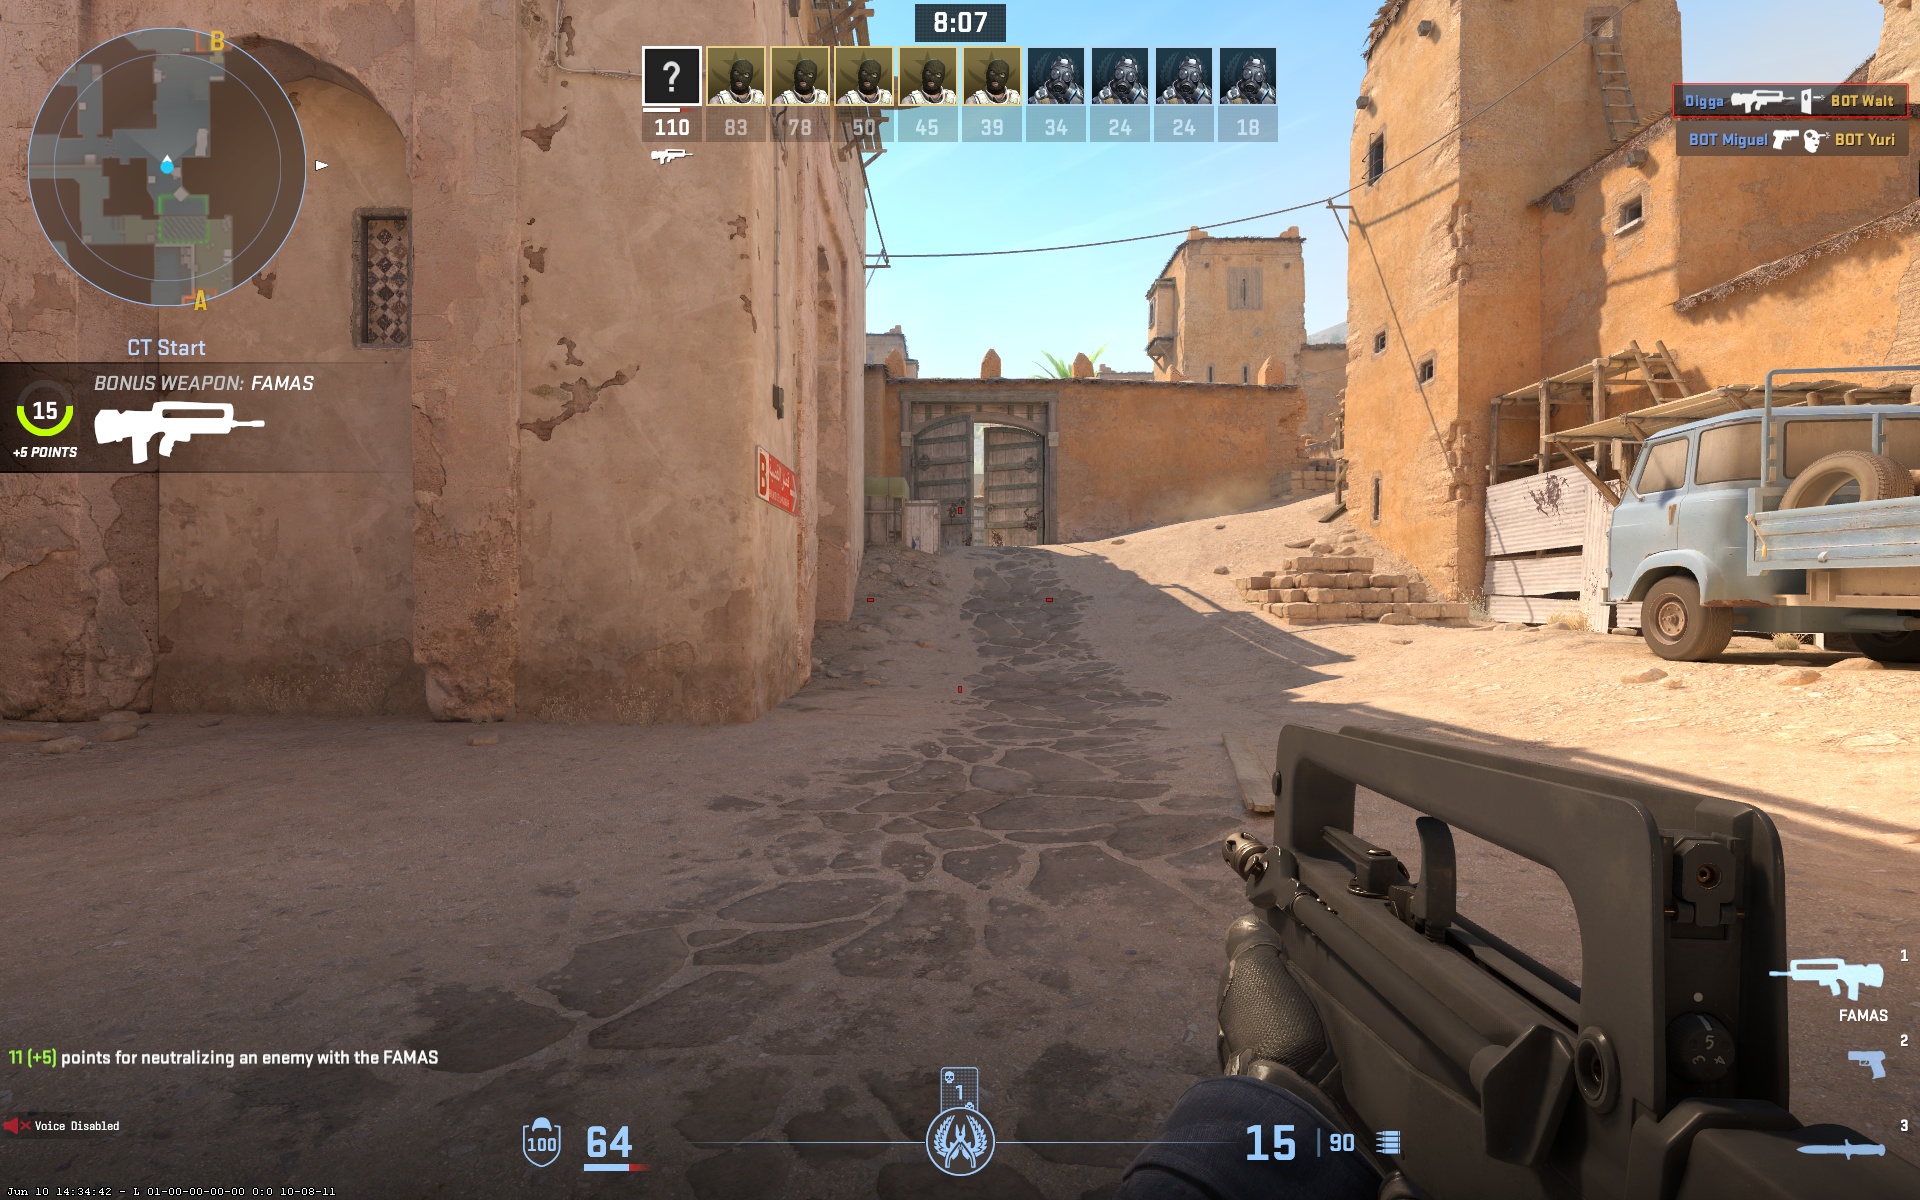 8:07
B
?
110 83 78 50 45 39 34 24 24 18
Digga BOT Walt
BOT Miguel BOT Yuri
A
CT Start
BONUS WEAPON: FAMAS
15
+5 POINTS
B
1
FAMAS
2
3
11 (+5) points for neutralizing an enemy with the FAMAS
Voice Disabled
1
100 64
15 | 90
5
Jun 10 14:34:42 - L 01-00-00-00-00 0:0 10-08-11